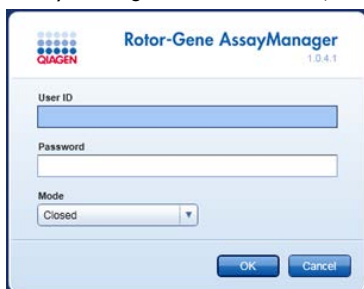 Rotor-Gene AssayManager
QIAGEN
1.0.4.1
User ID
Password
Mode
Closed
OK Cancel